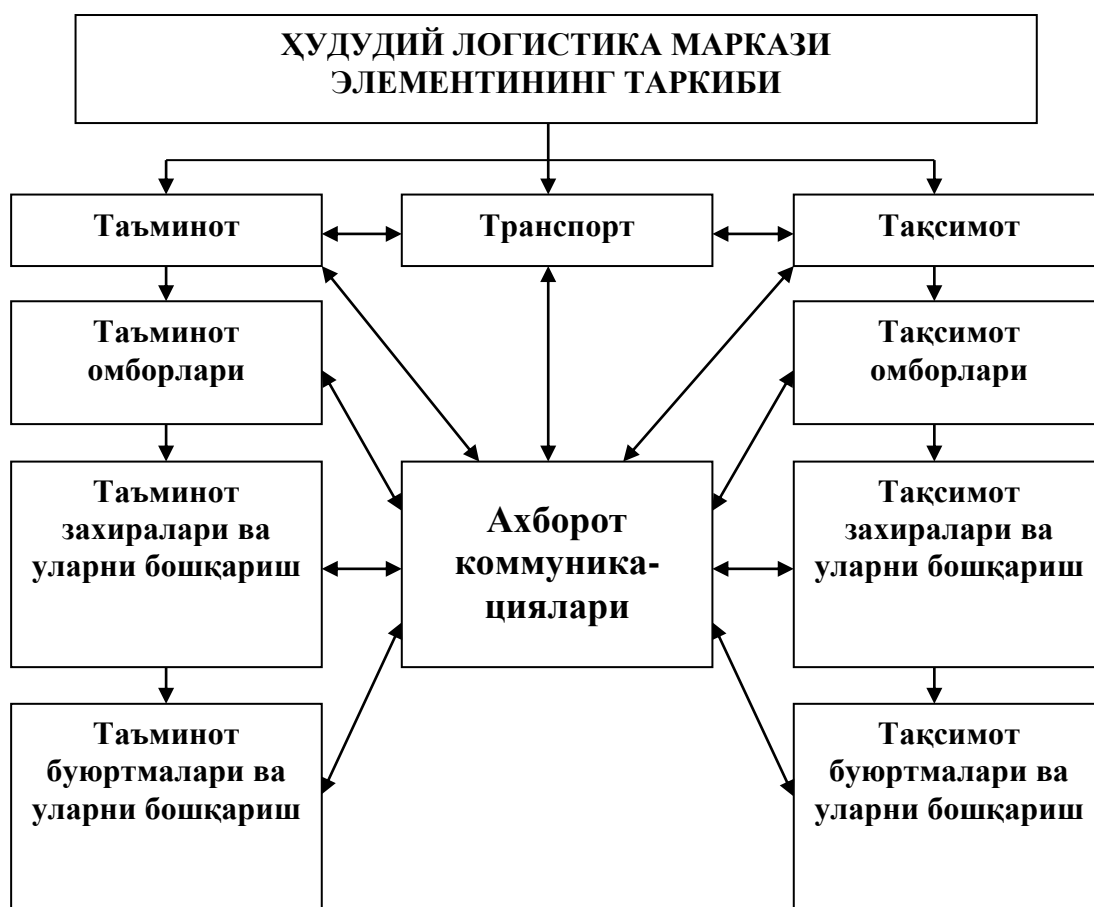 ҲУДУДИЙ ЛОГИСТИКА МАРКАЗИ
ЭЛЕМЕНТИНИНГ ТАРКИБИ
Таъминот
Транспорт
Тақсимот
Таъминот
омборлари
Тақсимот
омборлари
Таъминот
захиралари ва
уларни бошқариш
Ахборот
коммуника-
циялари
Тақсимот
захиралари ва
уларни бошқариш
Таъминот
буюртмалари ва
уларни бошқариш
Тақсимот
буюртмалари ва
уларни бошқариш